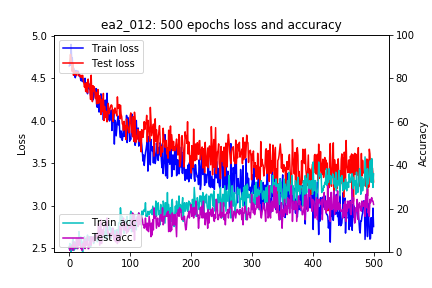 ea2_012: 500 epochs loss and accuracy
5.0
4.5
4.0
3.5
3.0
2.5
Loss
Train loss
Test loss
Train acc
Test acc
100
80
60
40
20
0
Accuracy
0
100
200
300
400
500